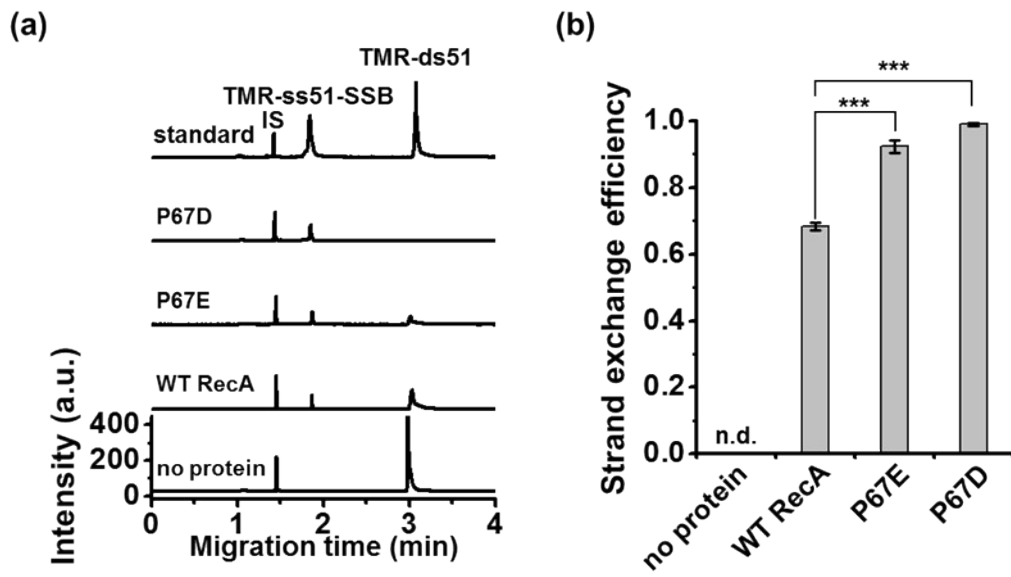 (a)
TMR-ds51
TMR-ss51-SSB
IS
standard
P67D
P67E
WT RecA
no protein
400
200
0
Intensity (a.u.)
0 1 2 3 4
Migration time (min)
(b)
***
***
1.0
0.8
0.6
0.4
0.2
0.0
Strand exchange efficiency
n.d.
no protein
WT RecA
P67E
P67D